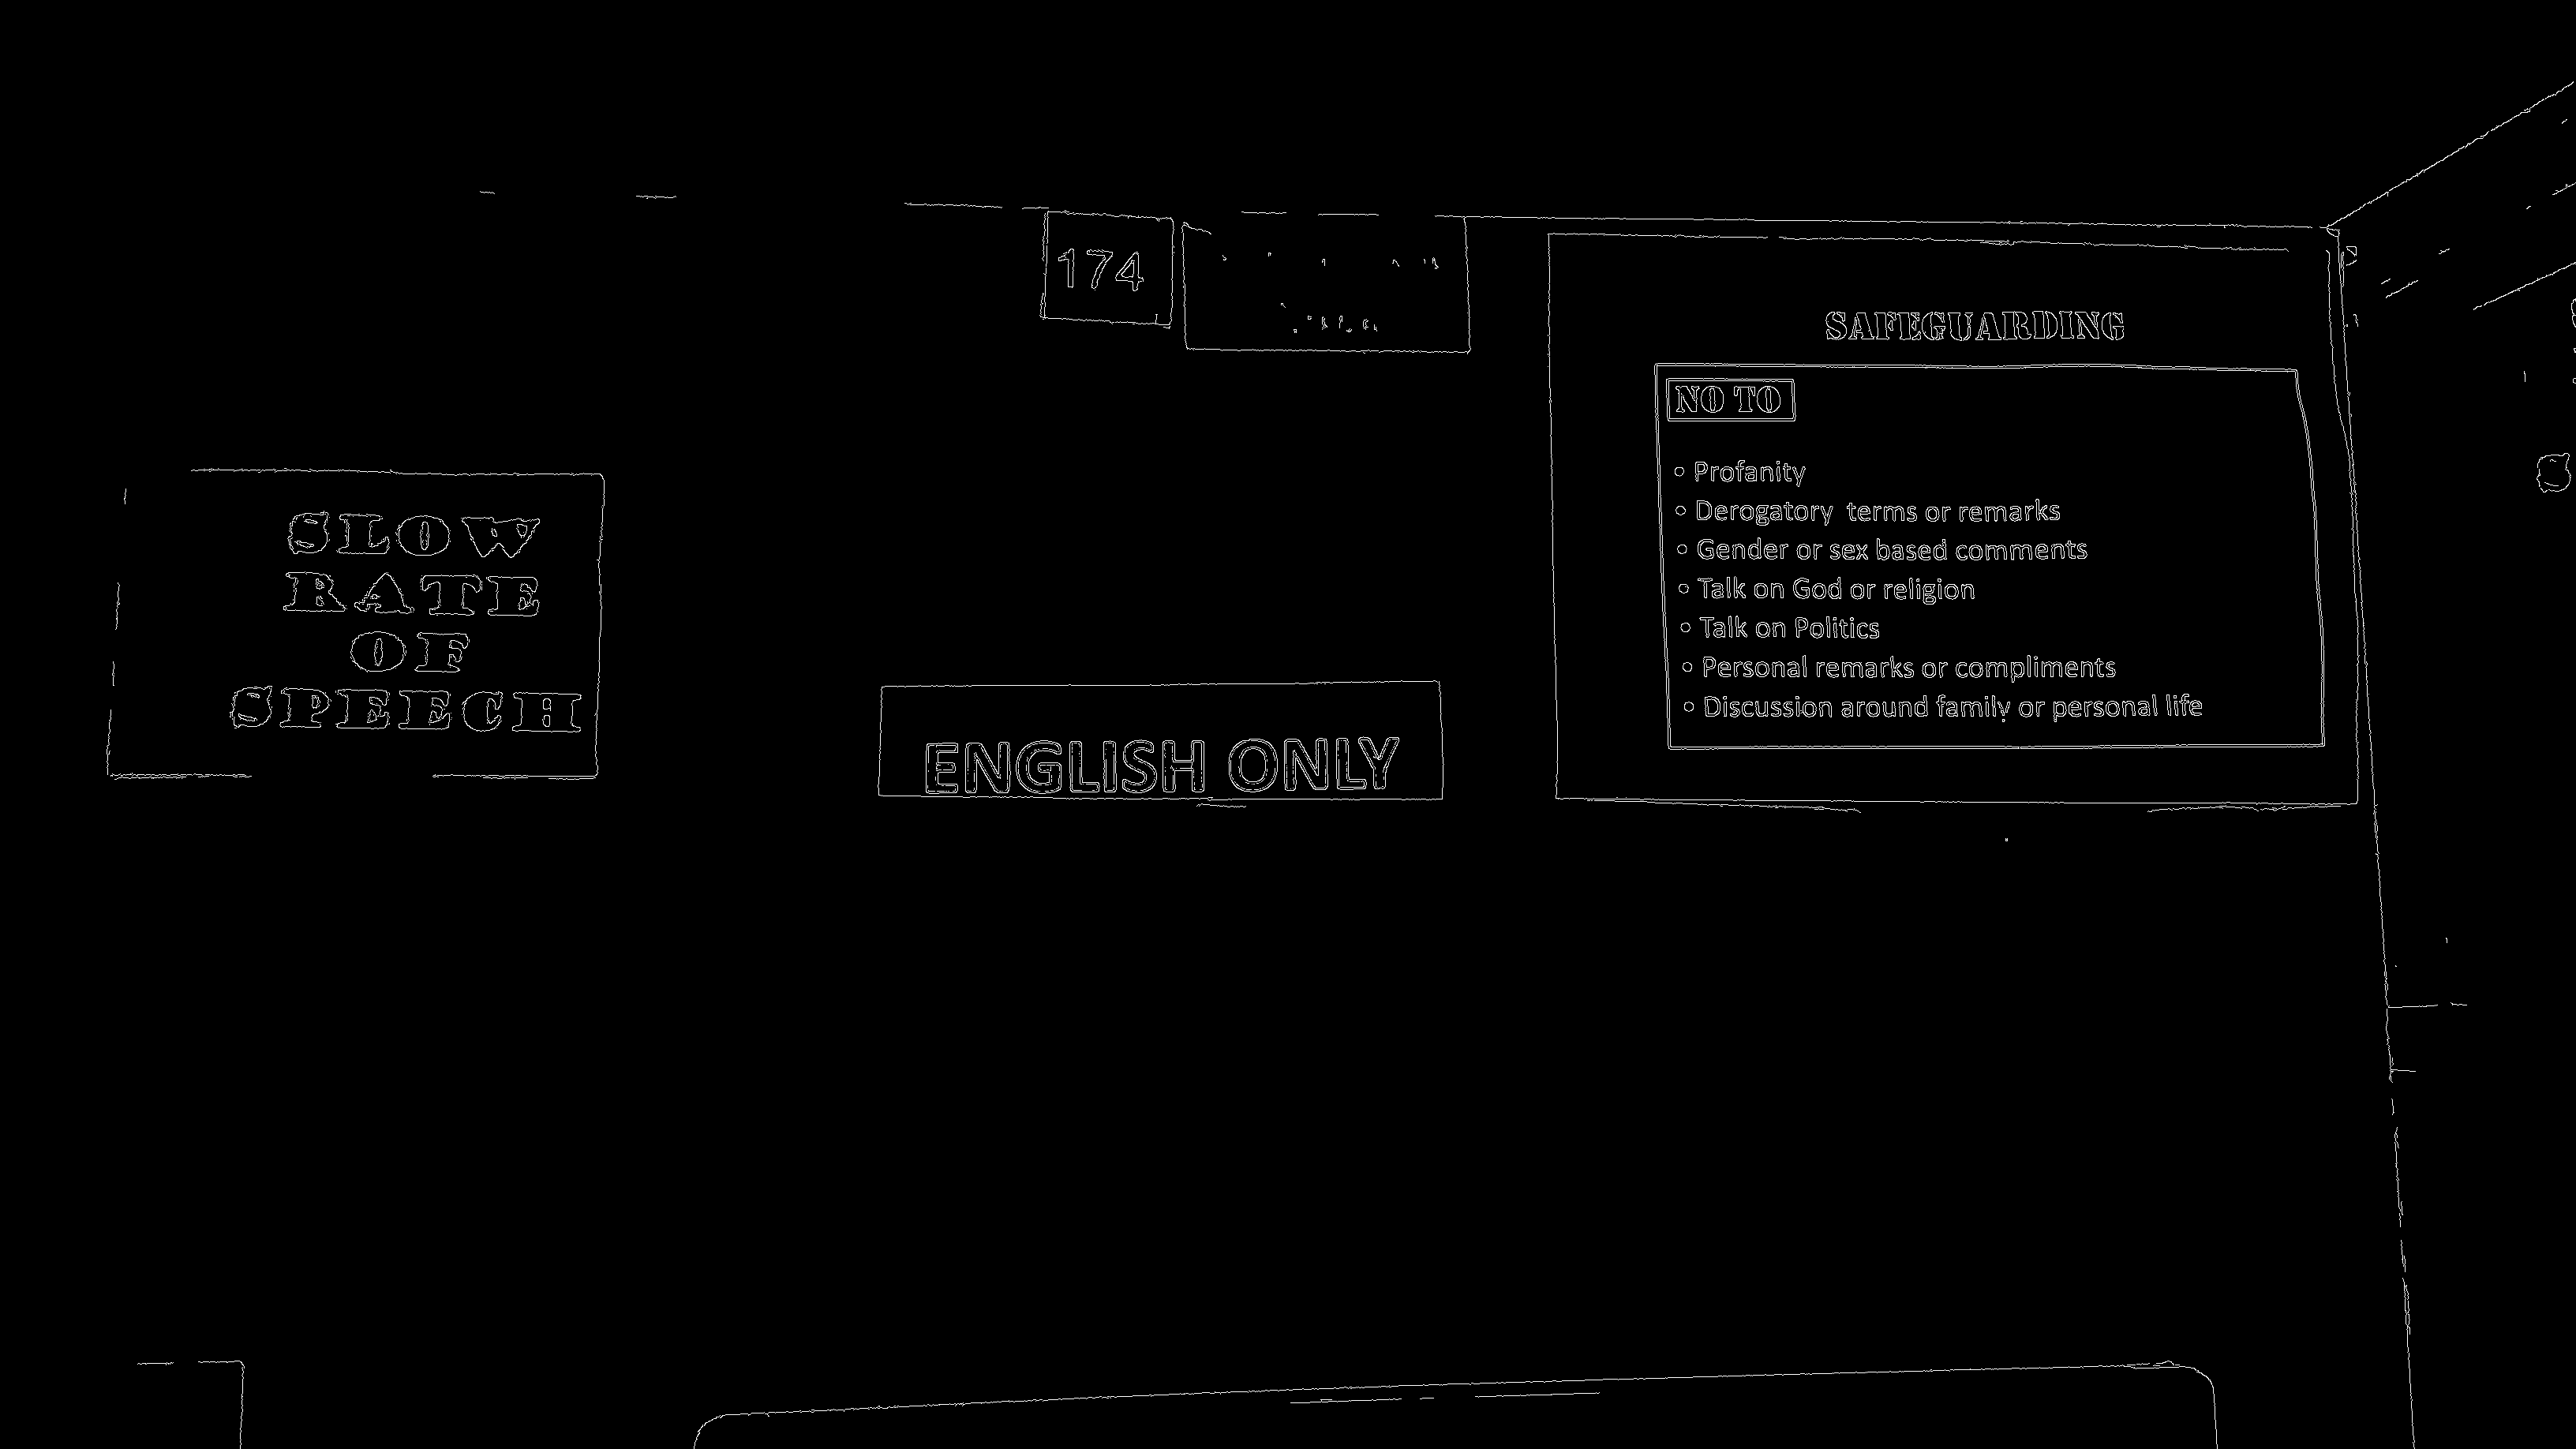 174
SAFEGUARDING
NO TO
Profanity
Derogatory terms or remarks
Gender or sex based comments
Talk on God or religion
Talk on Politics
Personal remarks or compliments
Discussion around family or personal life
SLOW
RATE
OF
SPEECH
ENGLISH ONLY